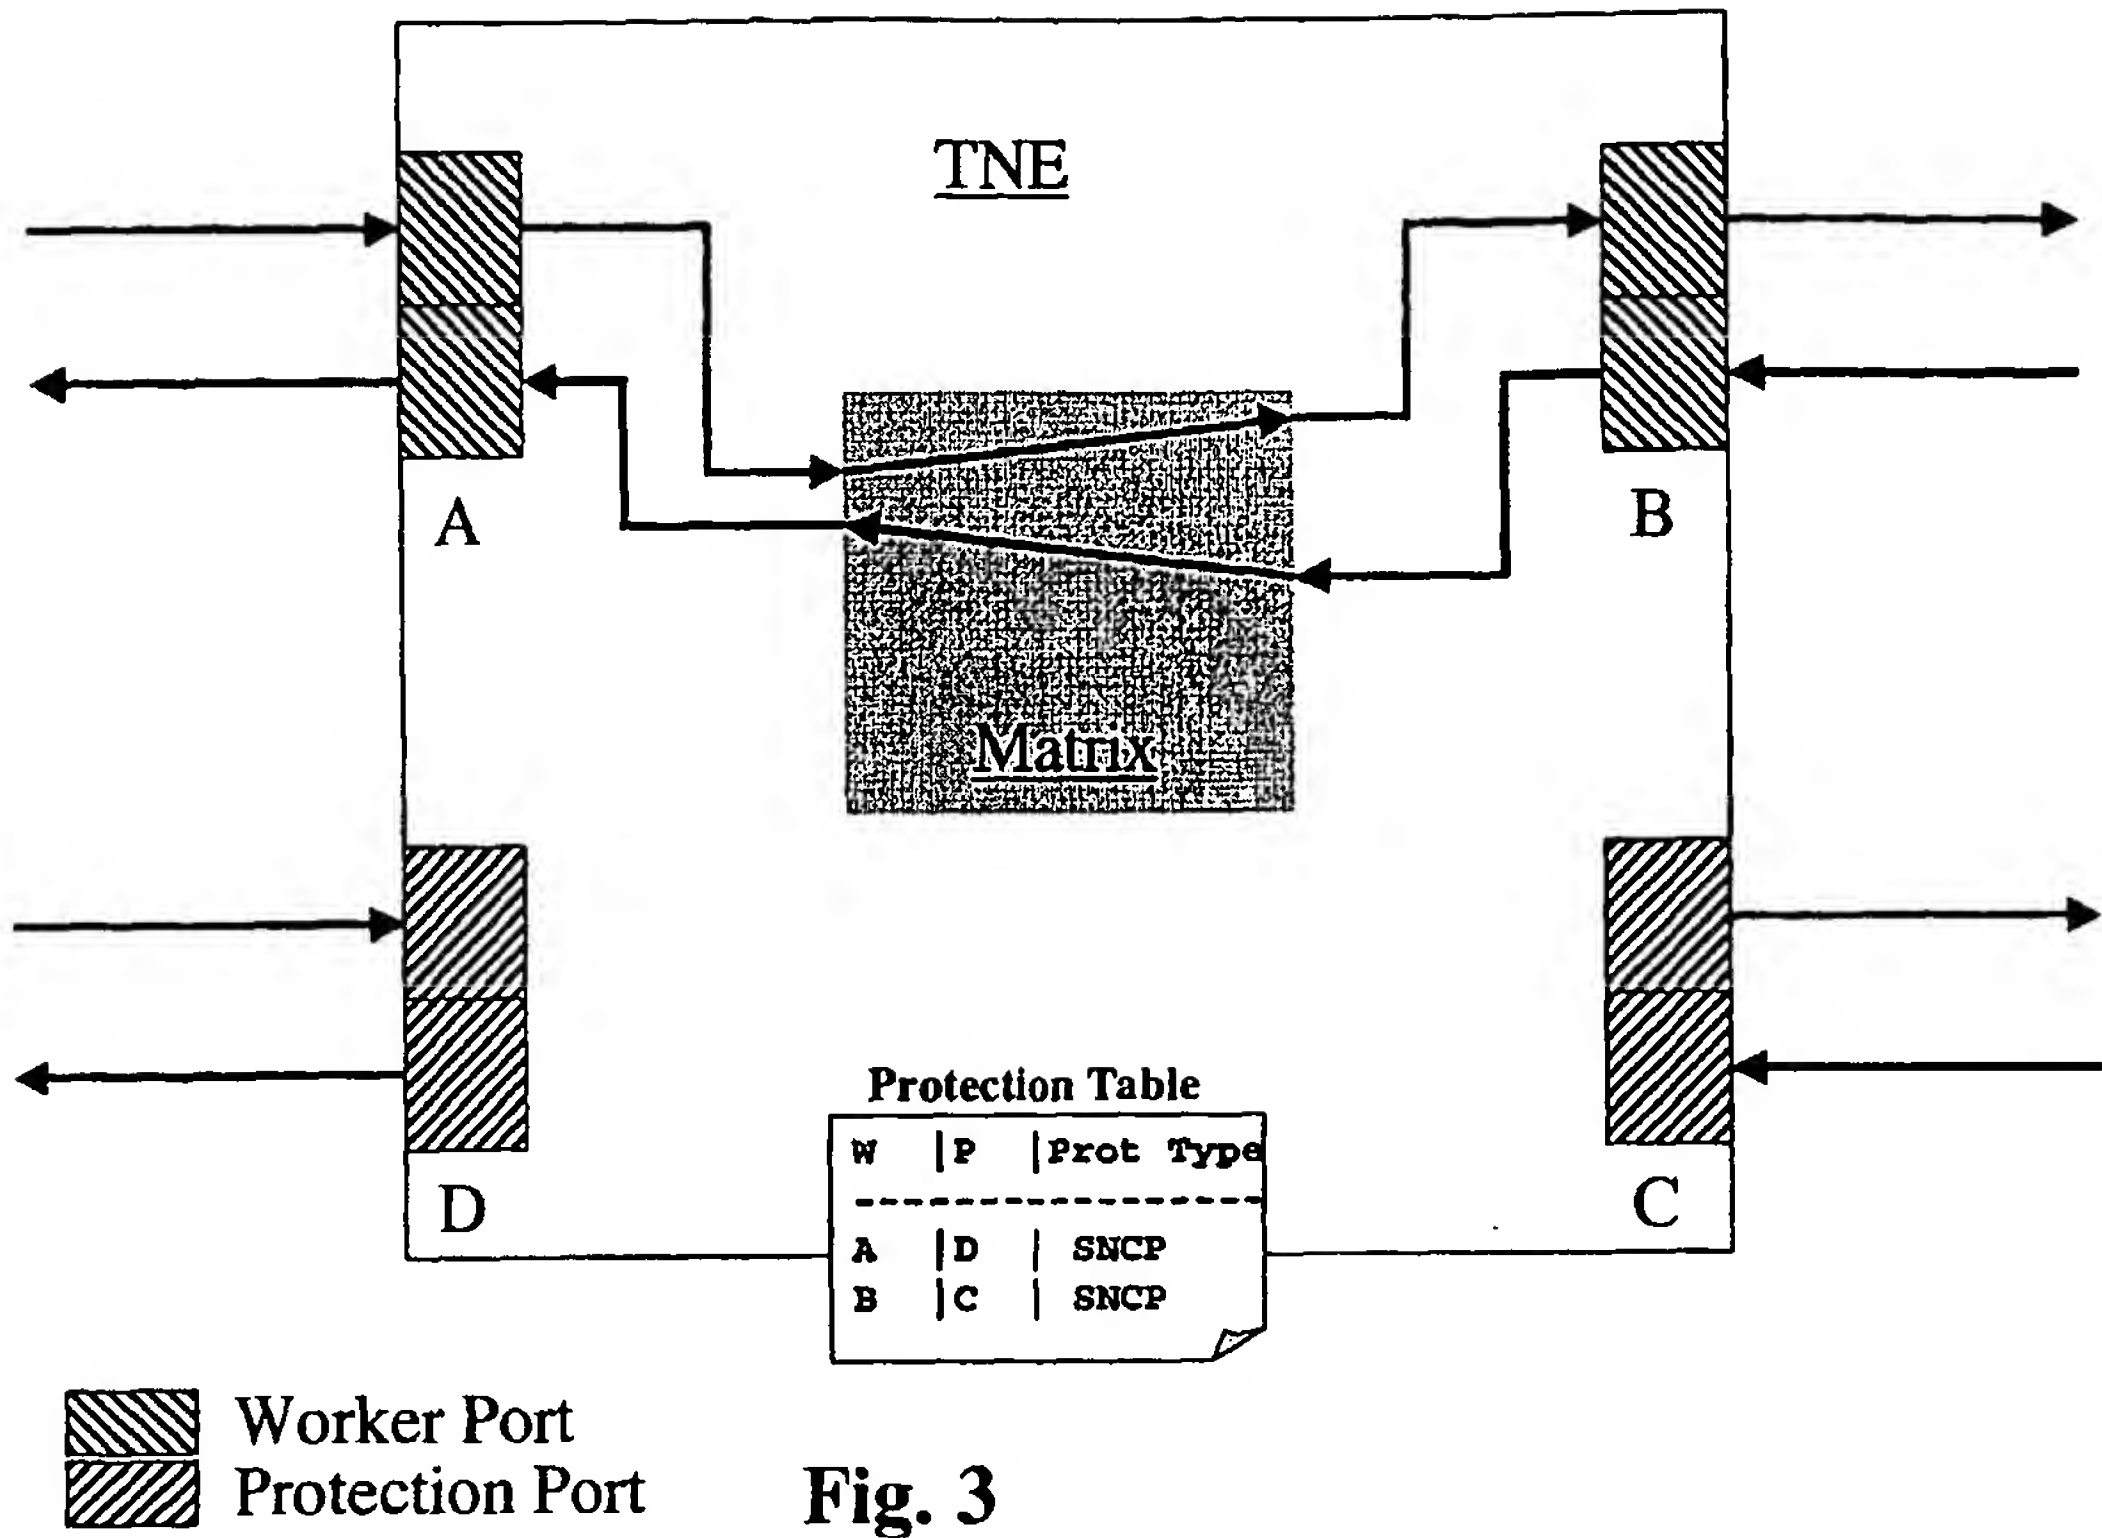 TNE
A
B
Matrix
D
C
Protection Table
W |P |Prot Type
--------------------
A |D | SNCP
B |C | SNCP
Worker Port
Protection Port
Fig. 3